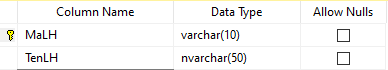 Column Name Data Type Allow Nulls
MaLH varchar(10)
TenLH nvarchar(50)